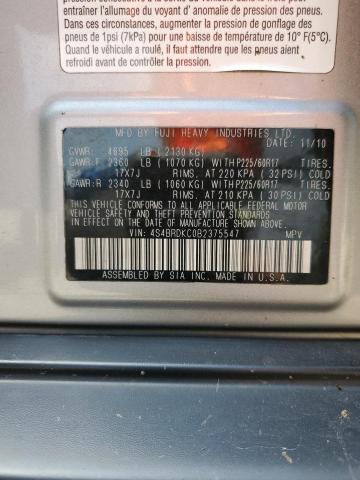 entraîner l'allumage du voyant d' anomalie de pression des pneus.
Dans ces circonstances, augmenter la pression de gonflage des
pneus de 1psi (7kPa) pour une baisse de température de 10° F(5°C).
Quand le véhicule a roulé, il faut attendre que les pneus aient
refroidi avant de contrôler la pression.
MFD BY FUJI HEAVY INDUSTRIES LTD.
DATE: 11/10
GVWR: 4695 LB (2130 KG)
GAWR:F 2360 LB (1070 KG) WITH P225/60R17 TIRES,
17X7J RIMS, AT 220 KPA (32 PSI) COLD
GAWR:R 2340 LB (1060 KG) WITH P225/60R17 TIRES,
17X7J RIMS, AT 210 KPA (30 PSI) COLD
THIS VEHICLE CONFORMS TO ALL APPLICABLE FEDERAL MOTOR
VEHICLE SAFETY AND THEFT PREVENTION STANDARDS IN EFFECT ON
THE DATE OF MANUFACTURE SHOWN ABOVE.
VIN: 4S4BRDKC0B2375547 MPV
ASSEMBLED BY SIA INC. MADE IN U.S.A.